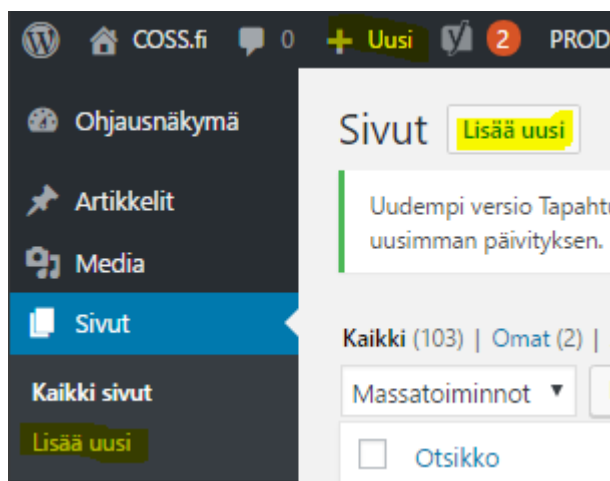 COSS.fi 0 + Uusi 2 PROD
Ohjausnäkymä
Artikkelit
Media
Sivut
Kaikki sivut
Lisää uusi
Sivut Lisää uusi
Uudempi versio
uusimman päivityksen.
Kaikki (103) | Omat (2) |
Massatoiminnot
Otsikko